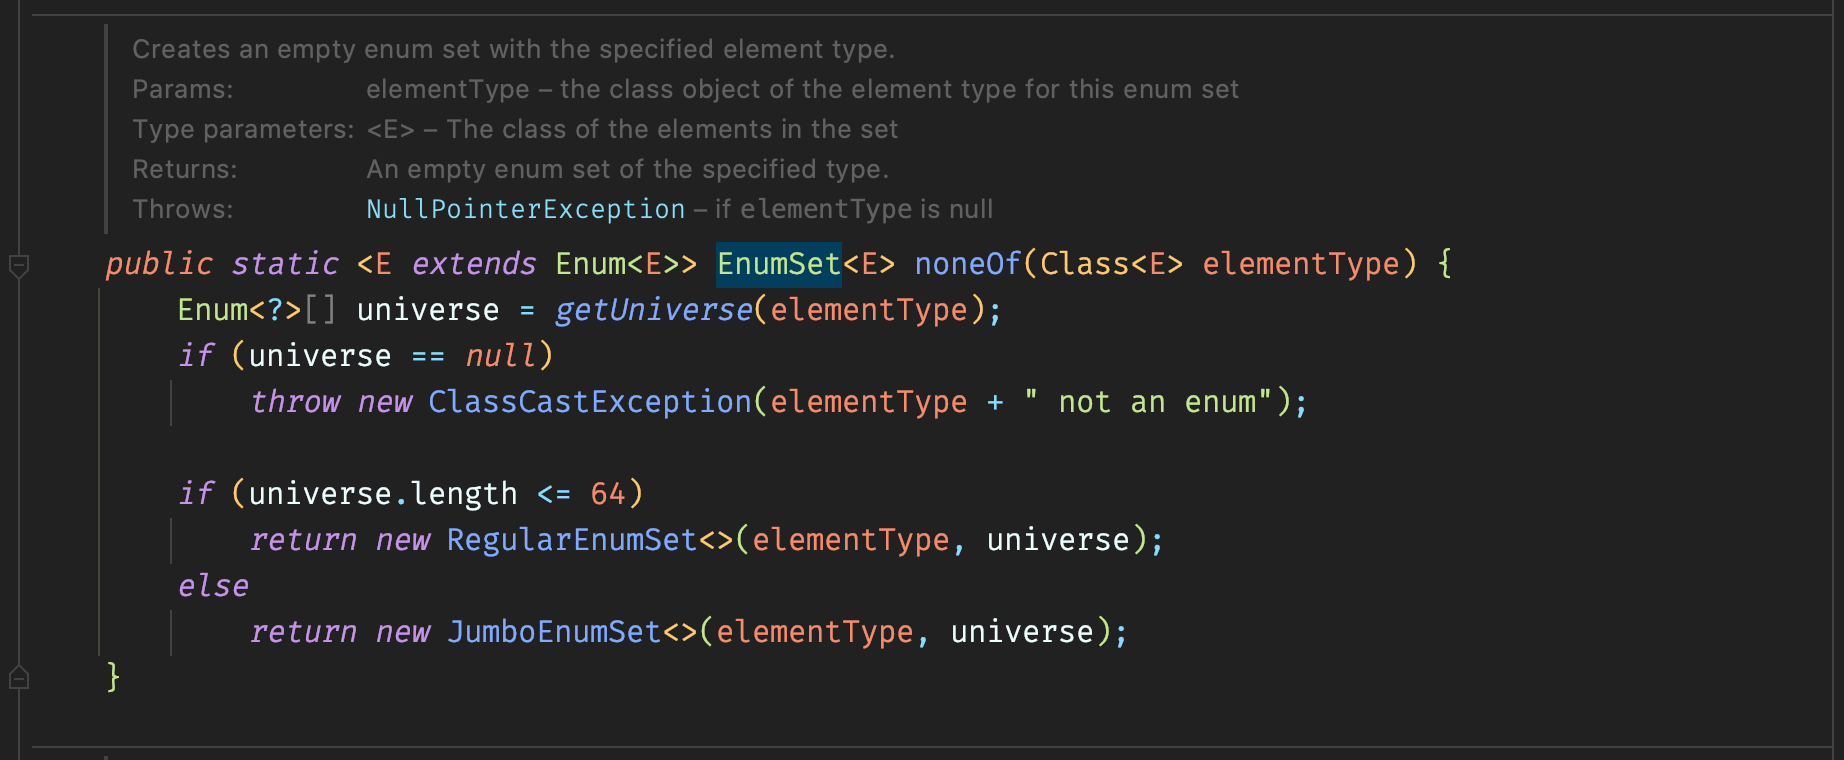 Creates an empty enum set with the specified element type.
Params: elementType – the class object of the element type for this enum set
Type parameters: <E> – The class of the elements in the set
Returns: An empty enum set of the specified type.
Throws: NullPointerException – if elementType is null
public static <E extends Enum<E>> EnumSet<E> noneOf(Class<E> elementType) {
    Enum<?>[] universe = getUniverse(elementType);
    if (universe == null)
        throw new ClassCastException(elementType + " not an enum");

    if (universe.length <= 64)
        return new RegularEnumSet<>(elementType, universe);
    else
        return new JumboEnumSet<>(elementType, universe);
}